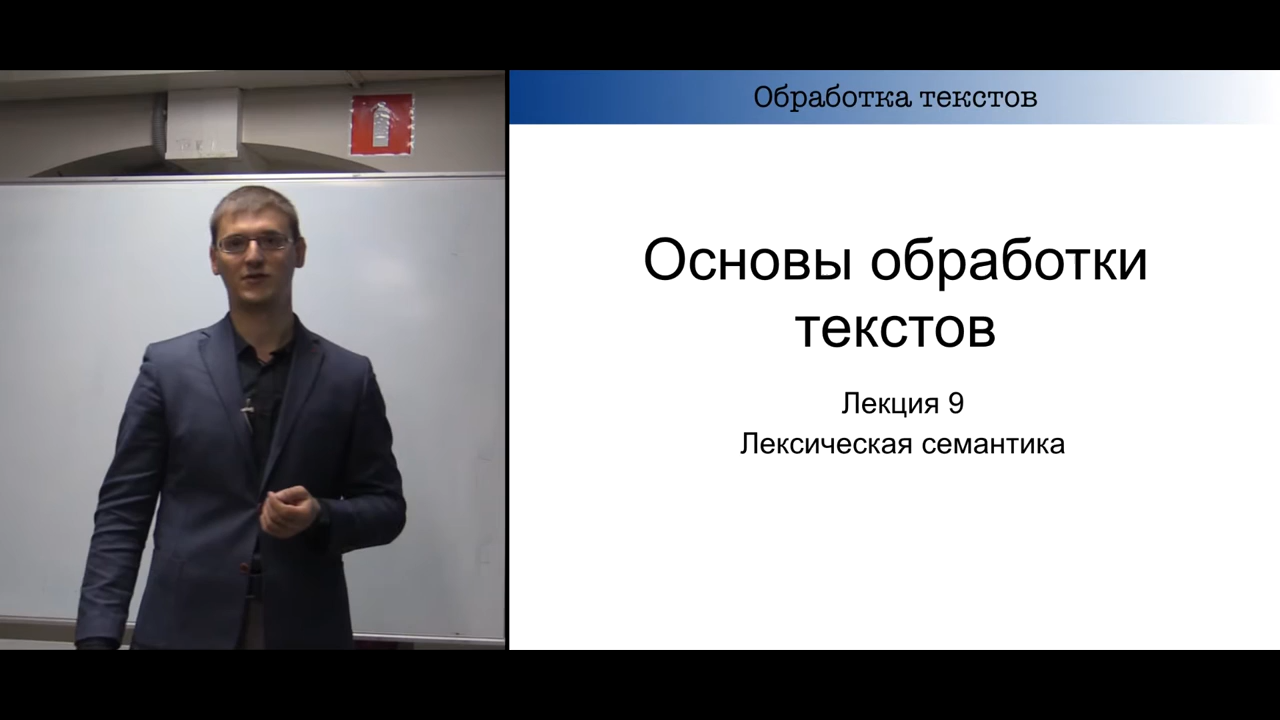 Обработка текстов
Основы обработки
текстов
Лекция 9
Лексическая семантика